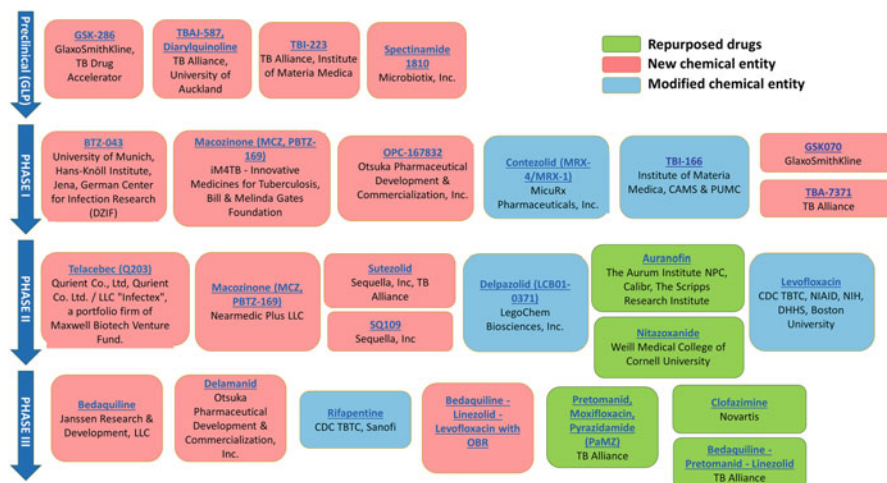 Preclinical (GLP)
GSK-286
GlaxoSmithKline,
TB Drug
Accelerator
TBAJ-587,
Diarylquinoline
TB Alliance,
University of
Auckland
TBI-223
TB Alliance, Institute
of Materia Medica
Spectinamide
1810
Microbiotix, Inc.
Repurposed drugs
New chemical entity
Modified chemical entity
PHASE I
BTZ-043
University of Munich,
Hans-Knöll Institute,
Jena, German Center
for Infection Research
(DZIF)
Macozinone (MCZ, PBTZ-
169)
iM4TB - Innovative
Medicines for Tuberculosis,
Bill & Melinda Gates
Foundation
OPC-167832
Otsuka Pharmaceutical
Development &
Commercialization, Inc.
Contezolid (MRX-
4/MRX-1)
MicuRx
Pharmaceuticals, Inc.
TBI-166
Institute of Materia
Medica, CAMS & PUMC
GSK070
GlaxoSmithKline
TBA-7371
TB Alliance
PHASE II
Telacebec (Q203)
Qurient Co., Ltd, Qurient
Co. Ltd. / LLC "Infectex",
a portfolio firm of
Maxwell Biotech Venture
Fund.
Macozinone (MCZ,
PBTZ-169)
Nearmedic Plus LLC
Sutezolid
Sequella, Inc, TB
Alliance
SQ109
Sequella, Inc
Delpazolid (LCB01-
0371)
LegoChem
Biosciences, Inc.
Auranofin
The Aurum Institute NPC,
Calibr, The Scripps
Research Institute
Nitazoxanide
Weill Medical College of
Cornell University
Levofloxacin
CDC TBTC, NIAID, NIH,
DHHS, Boston
University
PHASE III
Bedaquiline
Janssen Research &
Development, LLC
Delamanid
Otsuka
Pharmaceutical
Development &
Commercialization,
Inc.
Rifapentine
CDC TBTC, Sanofi
Bedaquiline -
Linezolid -
Levofloxacin with
OBR
Pretomanid,
Moxifloxacin,
Pyrazidamide
(PaMZ)
TB Alliance
Clofazimine
Novartis
Bedaquiline -
Pretomanid - Linezolid
TB Alliance